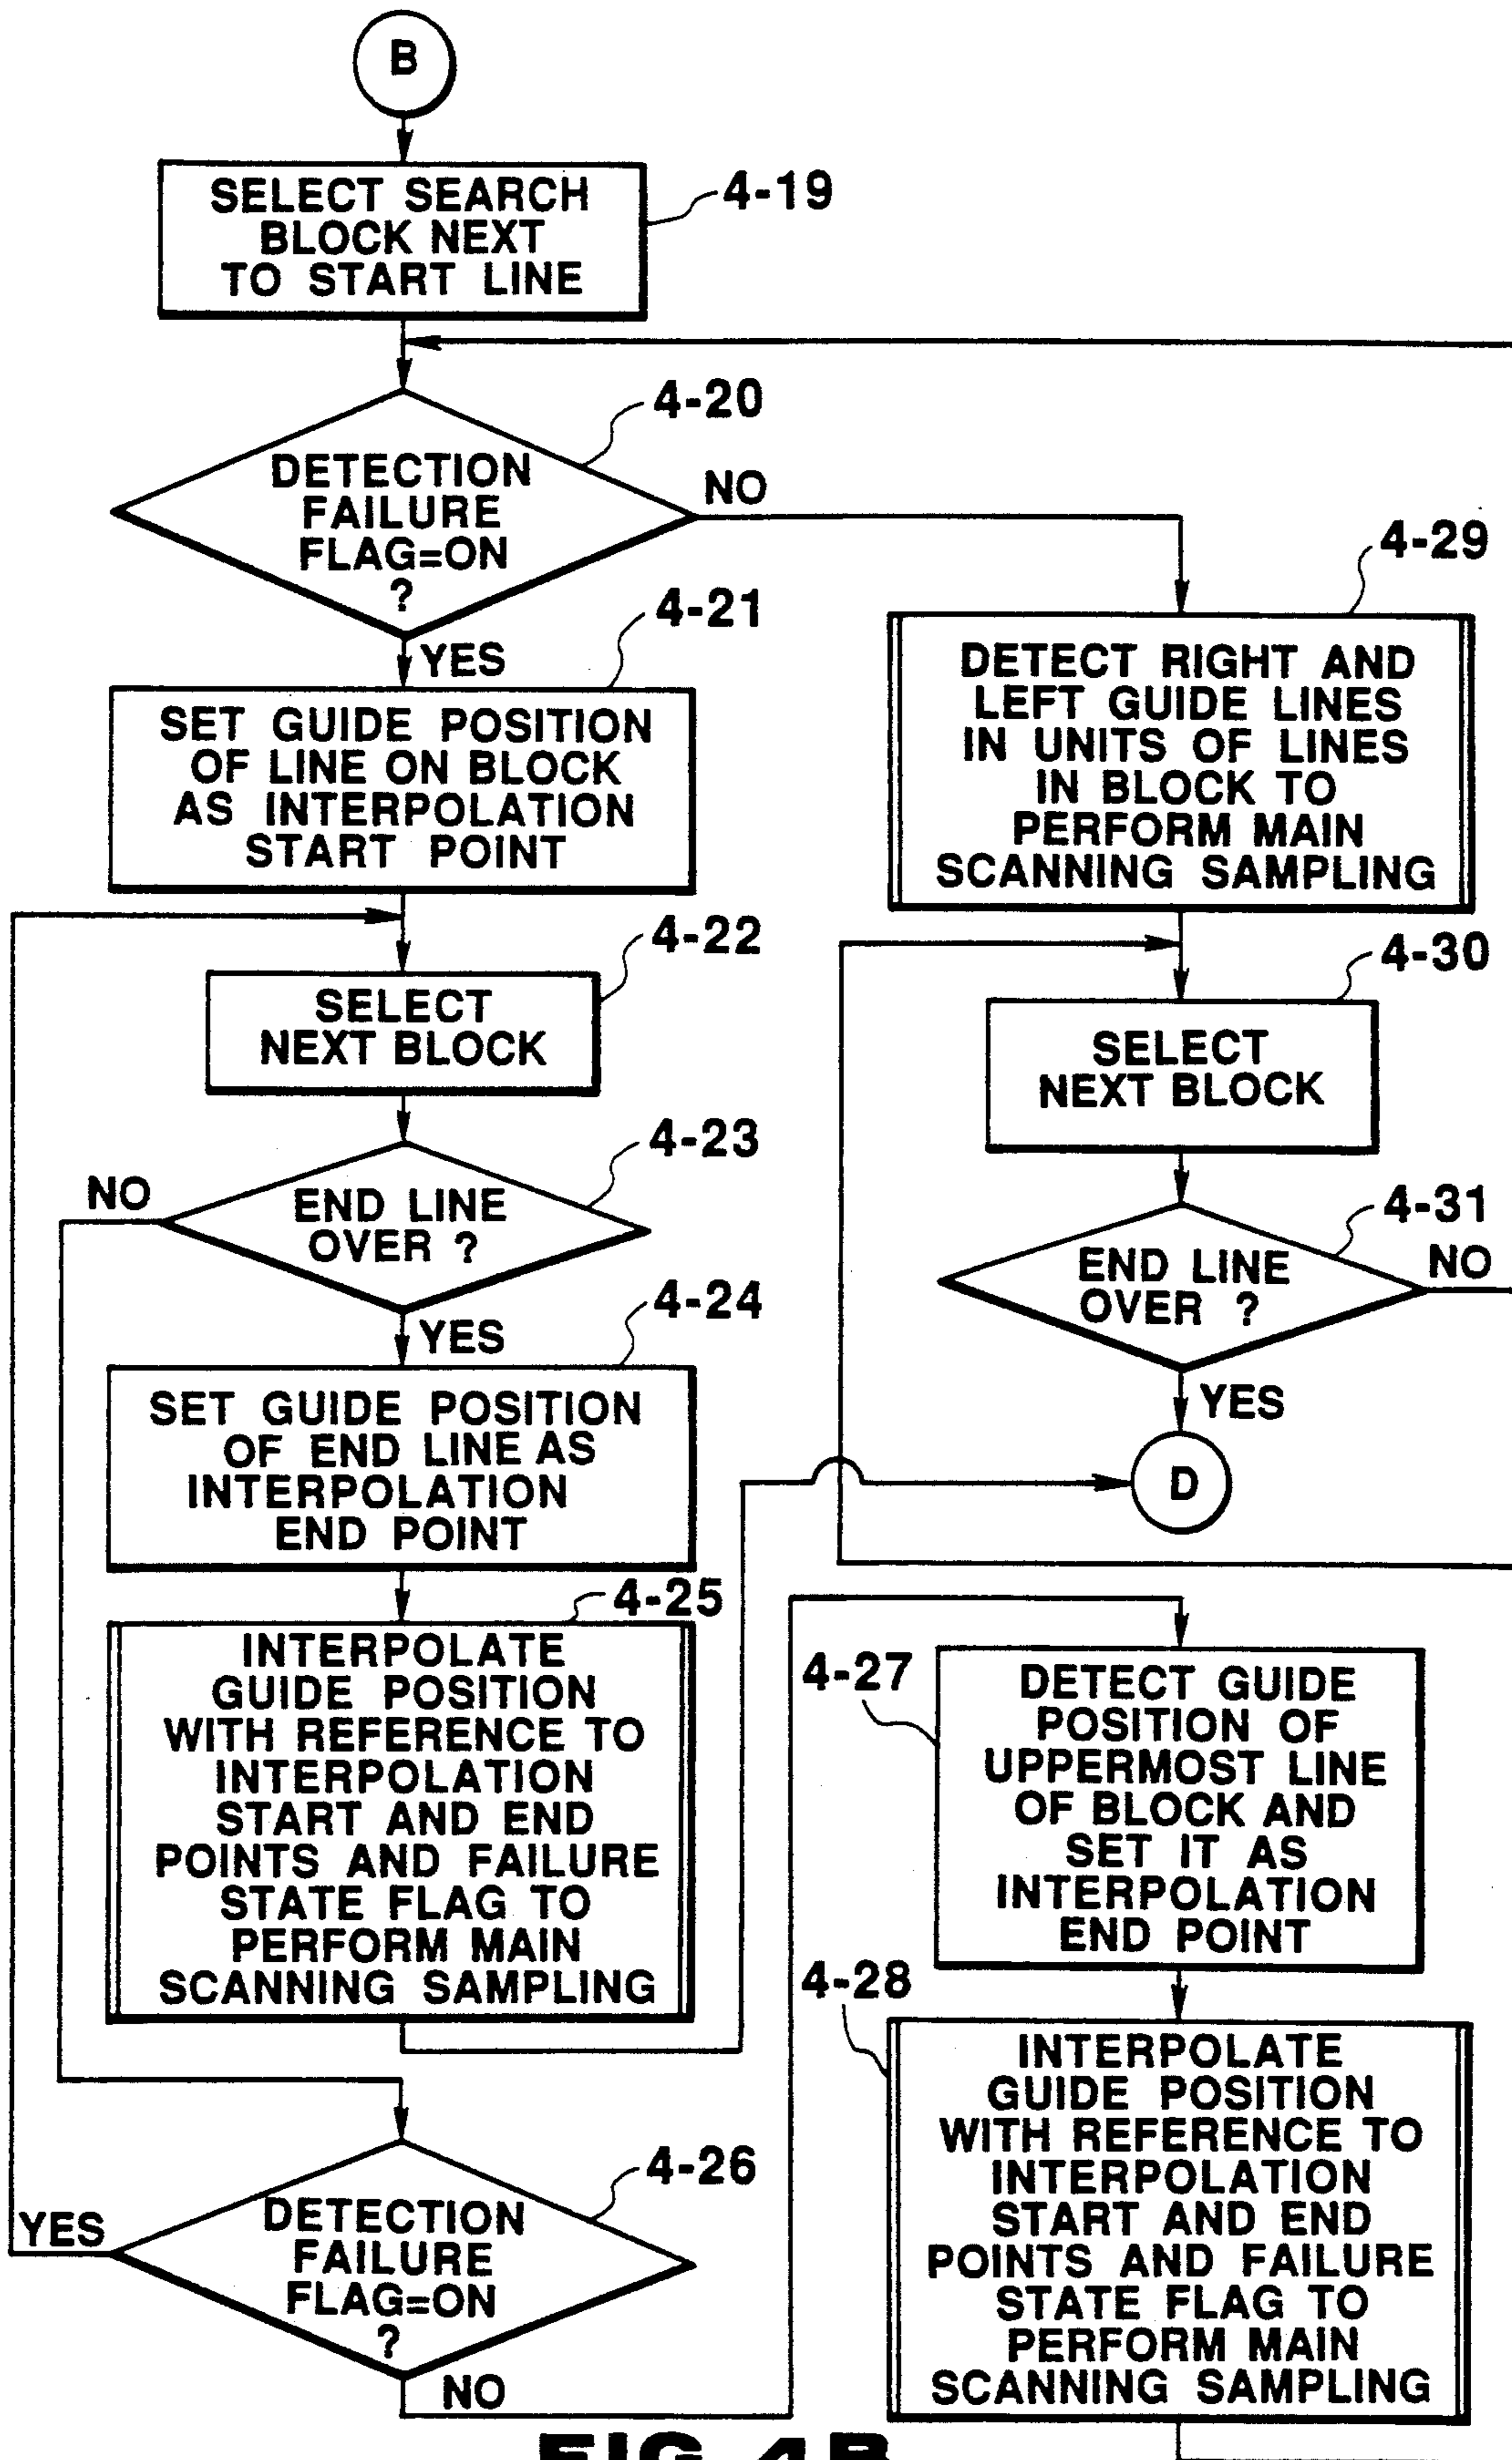 B
SELECT SEARCH
BLOCK NEXT
TO START LINE
4-19
4-20
DETECTION
FAILURE
FLAG=ON
?
NO
YES
4-21
SET GUIDE POSITION
OF LINE ON BLOCK
AS INTERPOLATION
START POINT
4-22
SELECT
NEXT BLOCK
4-23
NO
END LINE
OVER ?
YES
4-24
SET GUIDE POSITION
OF END LINE AS
INTERPOLATION
END POINT
4-25
INTERPOLATE
GUIDE POSITION
WITH REFERENCE TO
INTERPOLATION
START AND END
POINTS AND FAILURE
STATE FLAG TO
PERFORM MAIN
SCANNING SAMPLING
4-26
YES
DETECTION
FAILURE
FLAG=ON
?
NO
4-29
DETECT RIGHT AND
LEFT GUIDE LINES
IN UNITS OF LINES
IN BLOCK TO
PERFORM MAIN
SCANNING SAMPLING
4-30
SELECT
NEXT BLOCK
4-31
END LINE
OVER ?
NO
YES
D
4-27
DETECT GUIDE
POSITION OF
UPPERMOST LINE
OF BLOCK AND
SET IT AS
INTERPOLATION
END POINT
4-28
INTERPOLATE
GUIDE POSITION
WITH REFERENCE TO
INTERPOLATION
START AND END
POINTS AND FAILURE
STATE FLAG TO
PERFORM MAIN
SCANNING SAMPLING
FIG. 4B